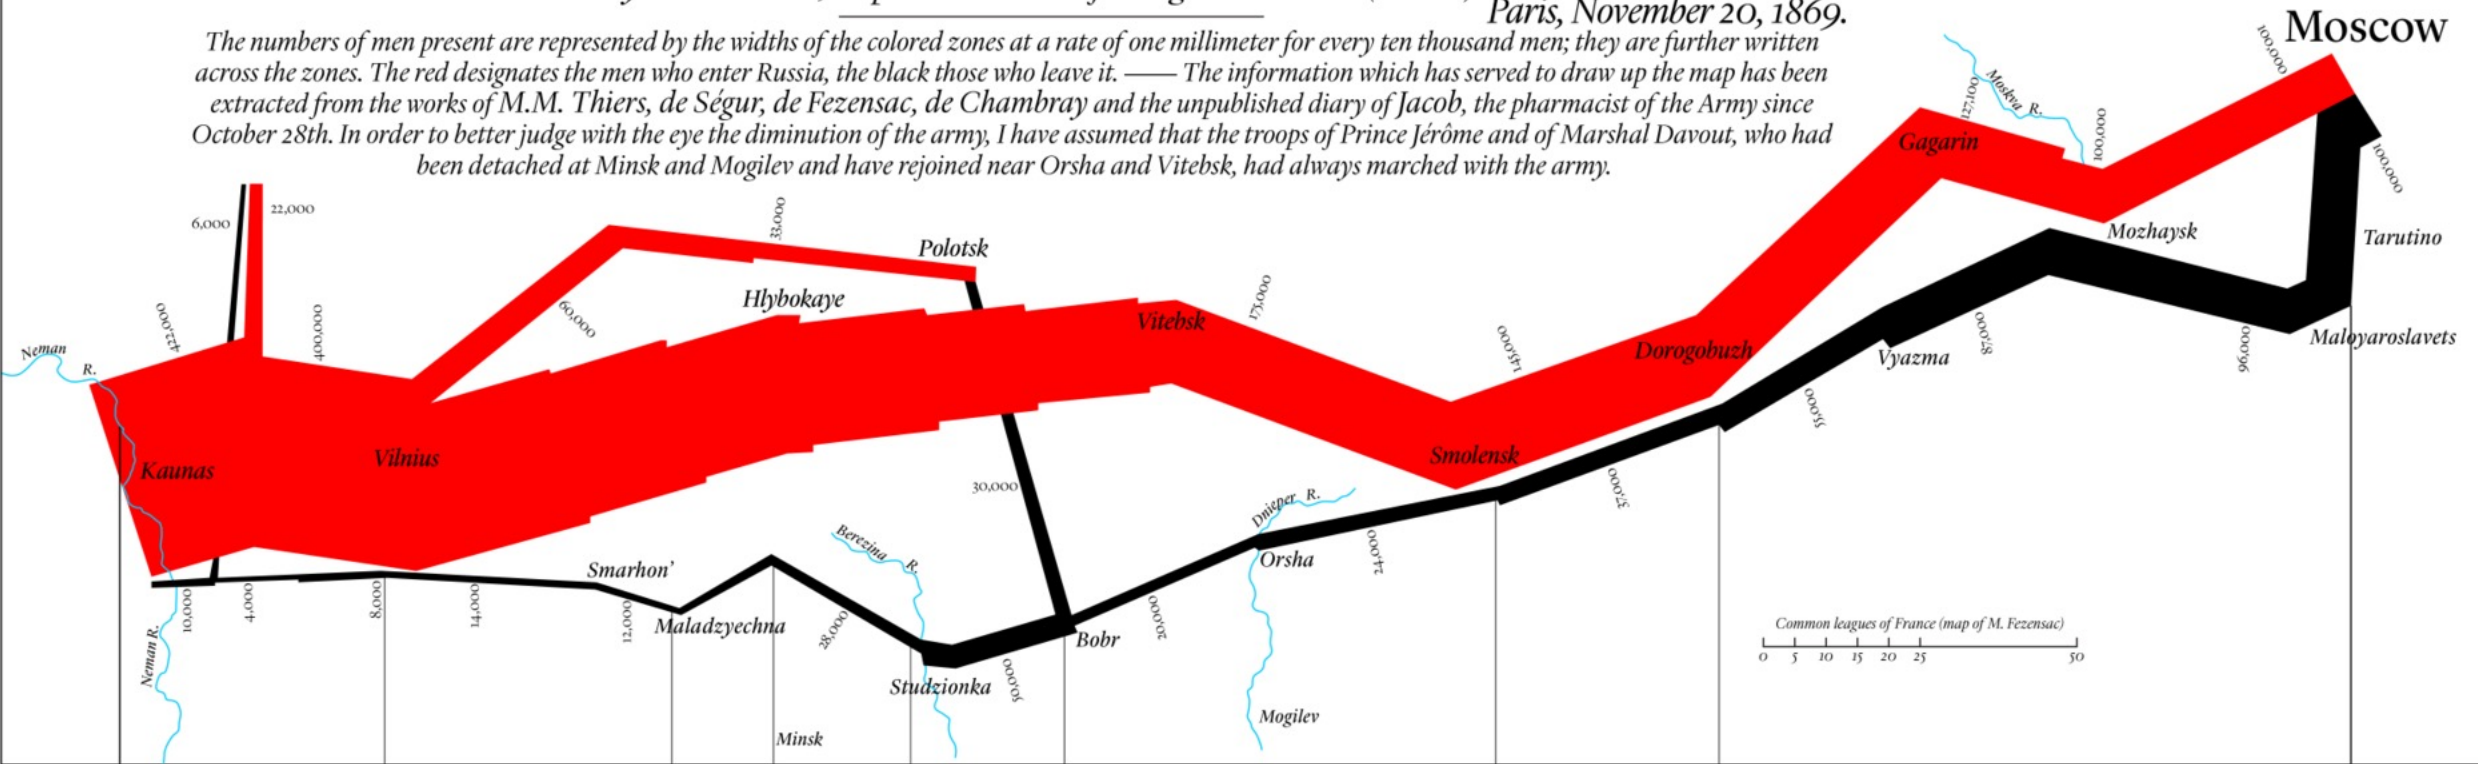 Paris, November 20, 1869.
The numbers of men present are represented by the widths of the colored zones at a rate of one millimeter for every ten thousand men; they are further written
across the zones. The red designates the men who enter Russia, the black those who leave it. —— The information which has served to draw up the map has been
extracted from the works of M.M. Thiers, de Ségur, de Fezensac, de Chambray and the unpublished diary of Jacob, the pharmacist of the Army since
October 28th. In order to better judge with the eye the diminution of the army, I have assumed that the troops of Prince Jérôme and of Marshal Davout, who had
been detached at Minsk and Mogilev and have rejoined near Orsha and Vitebsk, had always marched with the army.
Moscow
100,000
Moskva R.
127,100
100,000
Gagarin
100,000
Mozhaysk
Tarutino
6,000
22,000
33,000
Polotsk
Hlybokaye
60,000
175,000
Vitebsk
422,000
400,000
Neman R.
145,000
Dorogobuzh
Vyazma
87,000
96,000
Maloyaroslavets
55,000
Kaunas
Vilnius
Smolensk
37,000
30,000
Dnieper R.
Berezina R.
Orsha
24,000
Smarhon'
10,000
4,000
8,000
14,000
12,000
Maladzyechna
28,000
Bobr
20,000
Neman R.
Studzionka
50,000
Mogilev
Minsk
Common leagues of France (map of M. Fezensac)
0 5 10 15 20 25 50